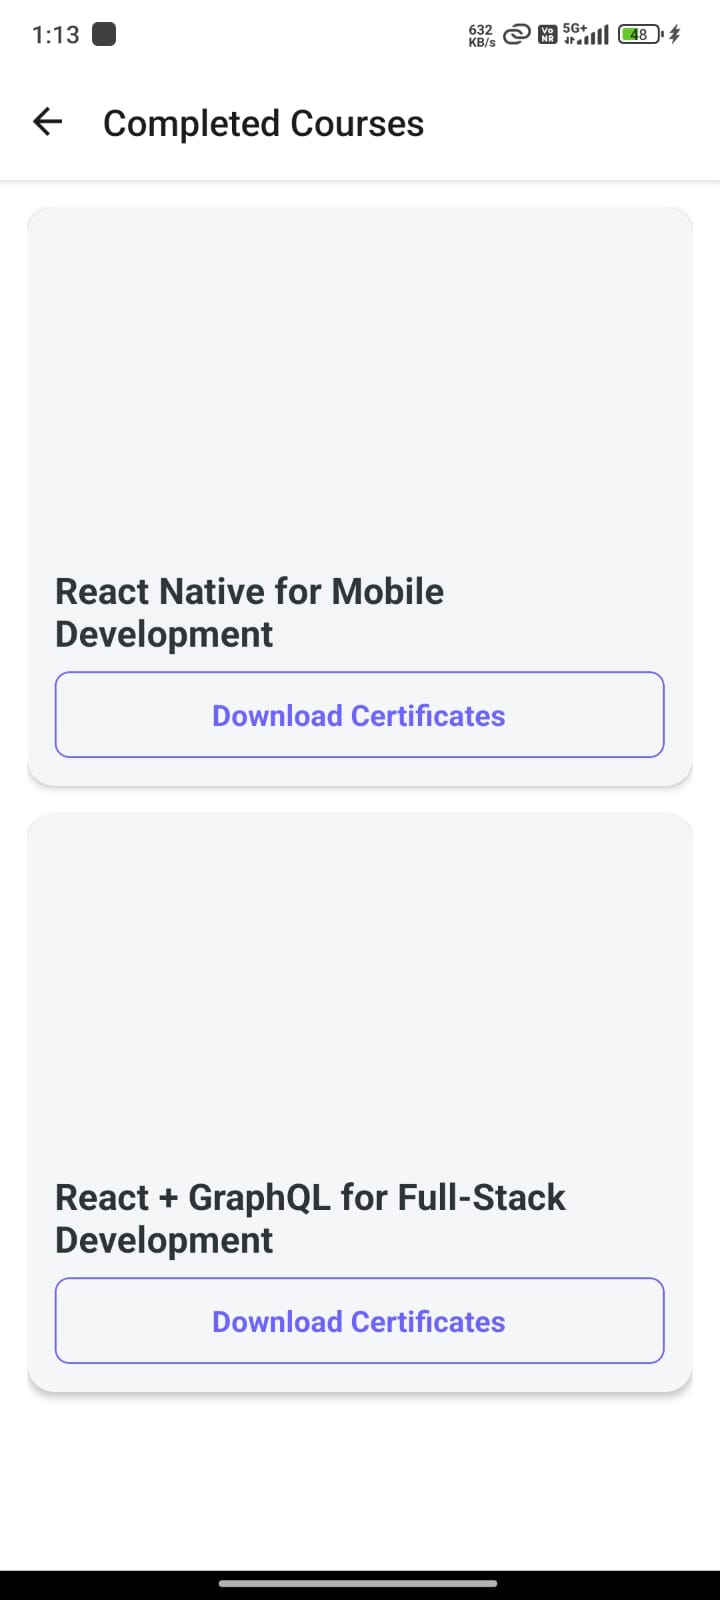 1:13
632
KB/s
Vo
NR
5G+
48
Completed Courses
React Native for Mobile
Development
Download Certificates
React + GraphQL for Full-Stack
Development
Download Certificates